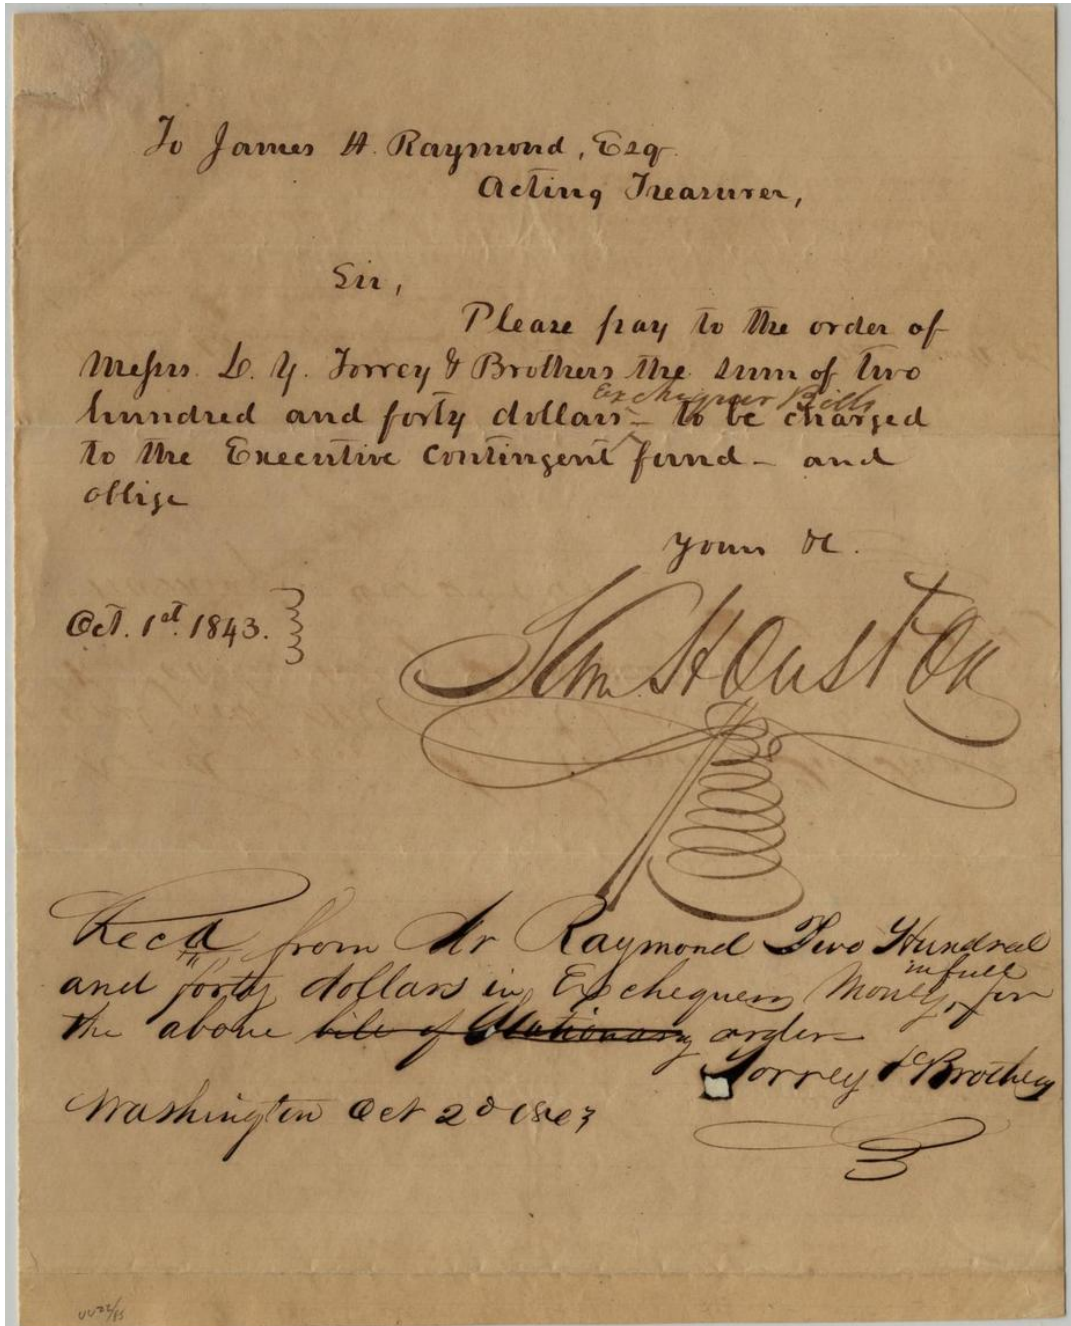 To James H. Raymond, Esq.
Acting Treasurer,
Sir,
Please pay to the order of
Messrs. D. Y. Torrey & Brothers the sum of two
Exchequer Bills
hundred and forty dollars – to be charged
to the Executive contingent fund – and
oblige
Yours &c.
Oct. 1st. 1843.
Sam Houston
Recd from Mr Raymond Two Hundred
and forty dollars in Exchequer Money, in full for
the above bill of Stationary order
Torrey & Brothers
Washington Oct 2d 1843